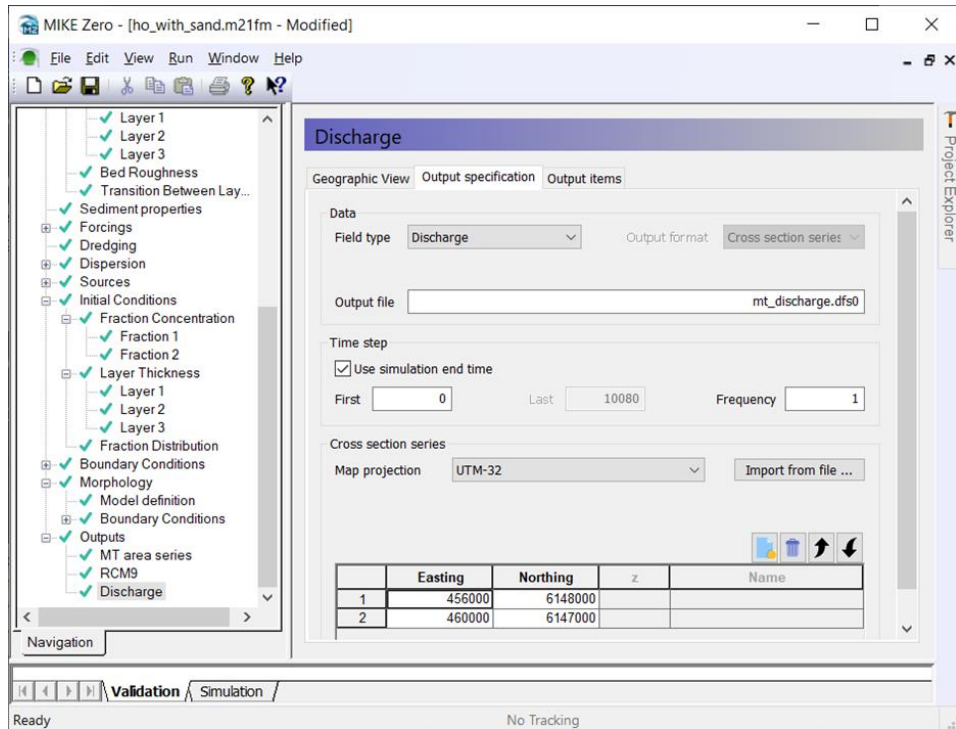 MIKE Zero - [ho_with_sand.m21fm - Modified]
File Edit View Run Window Help
Layer 1
Layer 2
Layer 3
Bed Roughness
Transition Between Lay...
Sediment properties
Forcings
Dredging
Dispersion
Sources
Initial Conditions
Fraction Concentration
Fraction 1
Fraction 2
Layer Thickness
Layer 1
Layer 2
Layer 3
Fraction Distribution
Boundary Conditions
Morphology
Model definition
Boundary Conditions
Outputs
MT area series
RCM9
Discharge
Navigation
Discharge
Geographic View Output specification Output items
Data
Field type Discharge Output format Cross section series
Output file mt_discharge.dfs0
Time step
Use simulation end time
First 0 Last 10080 Frequency 1
Cross section series
Map projection UTM-32 Import from file ...
Easting Northing z Name
1 456000 6148000
2 460000 6147000
Project Explorer
Validation Simulation
Ready No Tracking